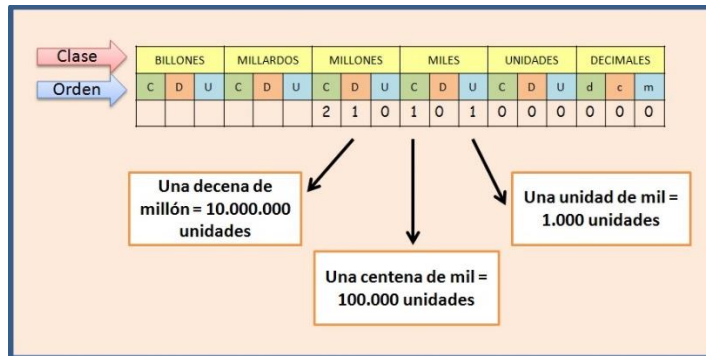 Clase
BILLONES MILLARDOS MILLONES MILES UNIDADES DECIMALES
Orden
C D U C D U C D U C D U C D U d c m
2 1 0 1 0 1 0 0 0 0 0 0
Una decena de
millón = 10.000.000
unidades
Una centena de mil =
100.000 unidades
Una unidad de mil =
1.000 unidades